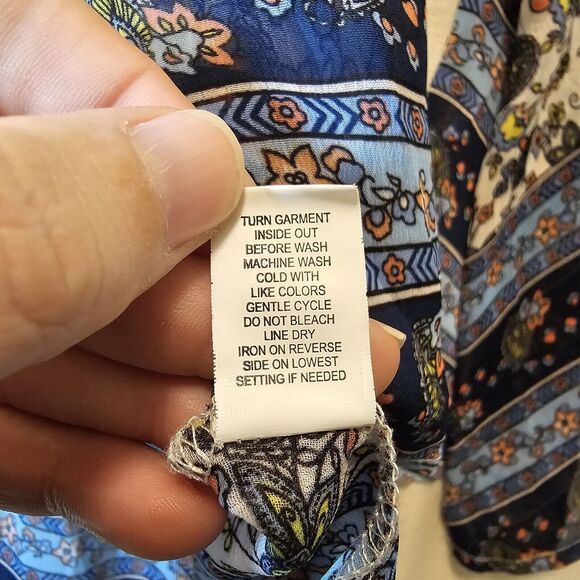 TURN GARMENT
INSIDE OUT
BEFORE WASH
MACHINE WASH
COLD WITH
LIKE COLORS
GENTLE CYCLE
DO NOT BLEACH
LINE DRY
IRON ON REVERSE
SIDE ON LOWEST
SETTING IF NEEDED